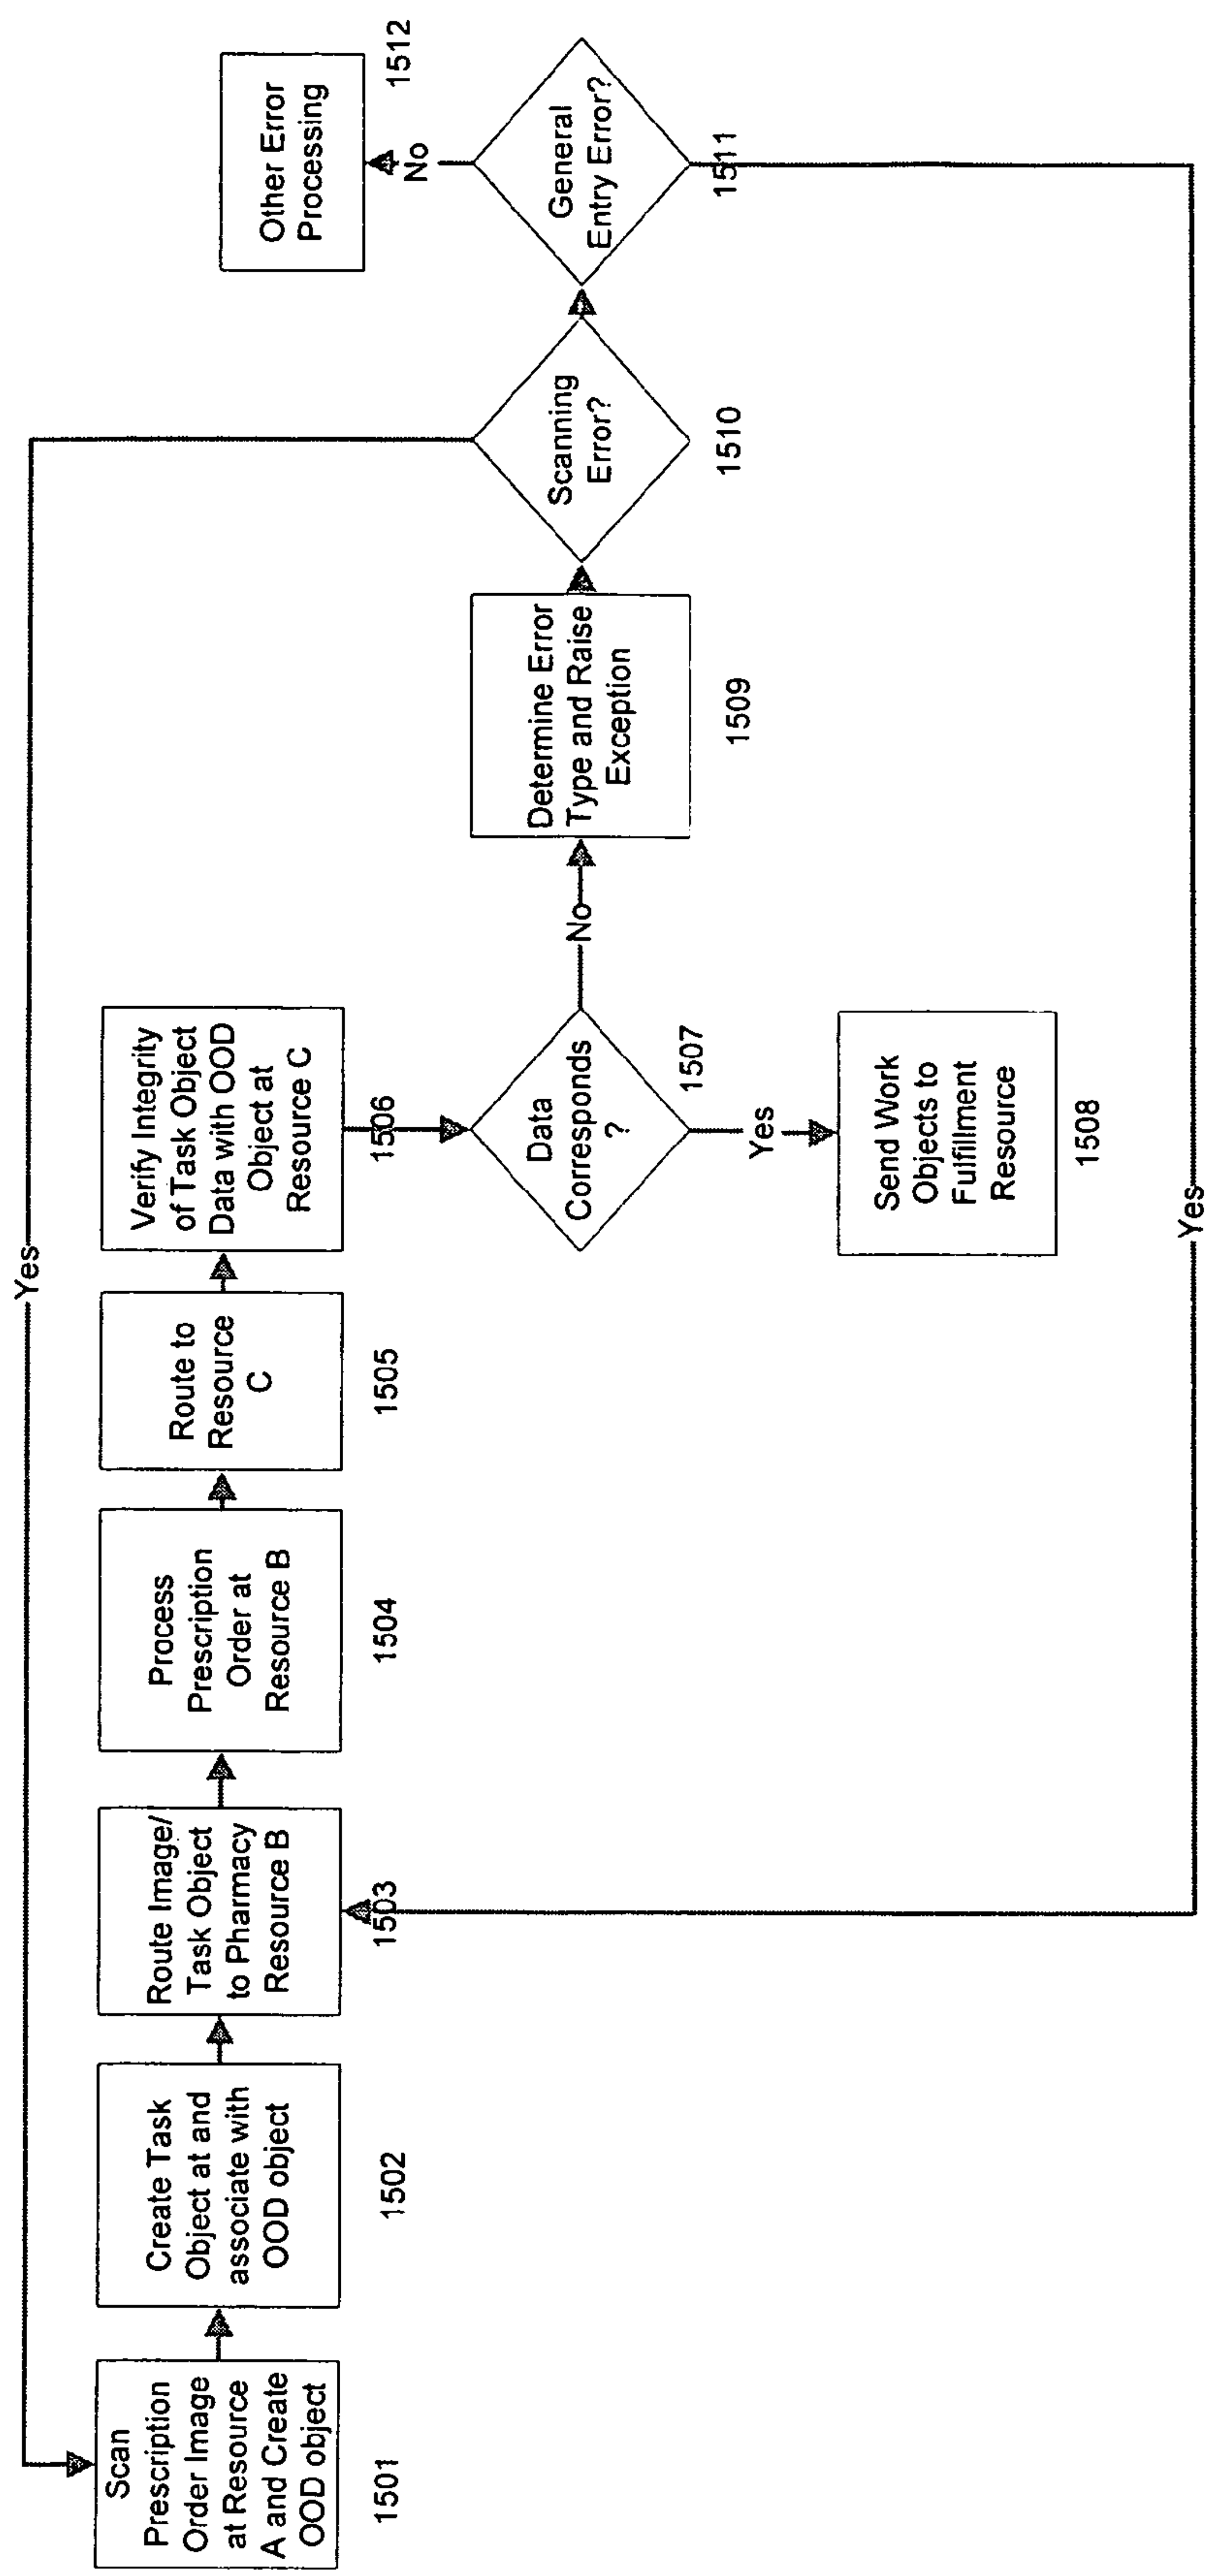 Yes
Scan
Prescription
Order Image
at Resource
A and Create
OOD object
1501
Create Task
Object at and
associate with
OOD object
1502
Route Image/
Task Object
to Pharmacy
Resource B
1503
Process
Prescription
Order at
Resource B
1504
Route to
Resource
C
1505
Verify Integrity
of Task Object
Data with OOD
Object at
Resource C
1506
Data
Corresponds
?
1507
Yes
Send Work
Objects to
Fulfillment
Resource
1508
No
Determine Error
Type and Raise
Exception
1509
Scanning
Error?
1510
General
Entry Error?
1511
No
Other Error
Processing
1512
Yes